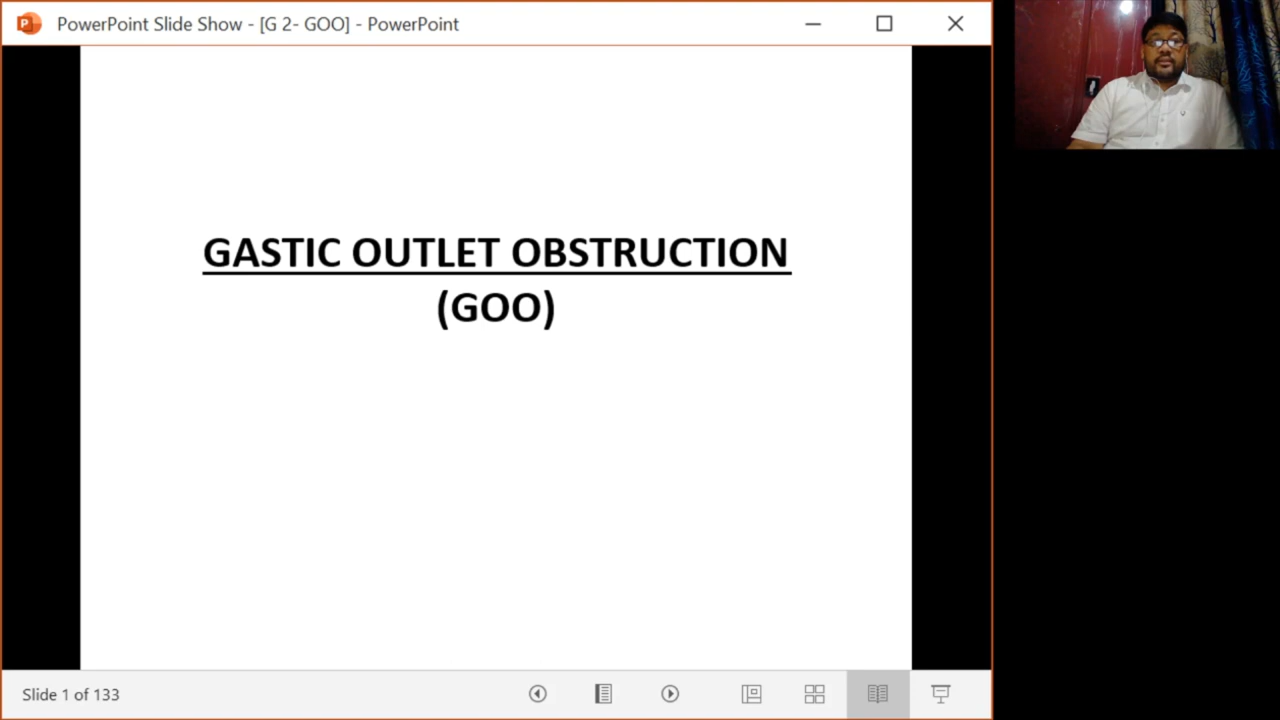 PowerPoint Slide Show - [G 2- GOO] - PowerPoint
GASTIC OUTLET OBSTRUCTION
(GOO)
Slide 1 of 133